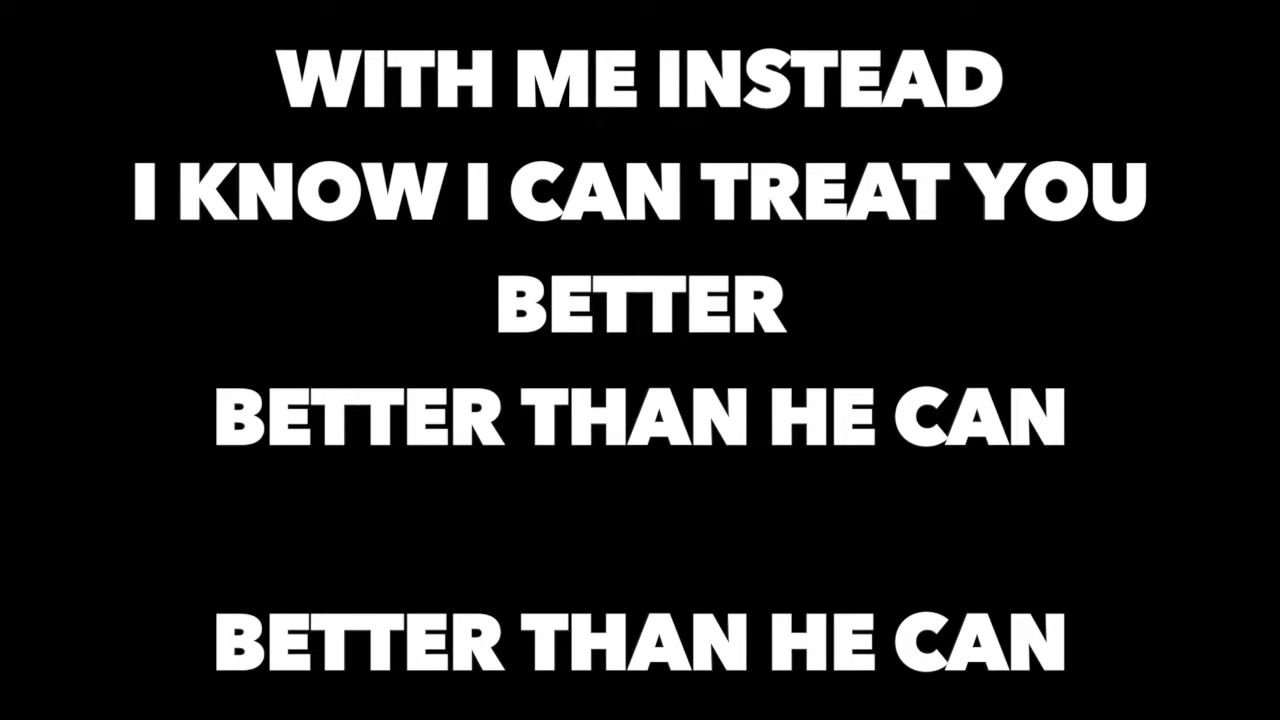 WITH ME INSTEAD
I KNOW I CAN TREAT YOU
BETTER
BETTER THAN HE CAN
BETTER THAN HE CAN